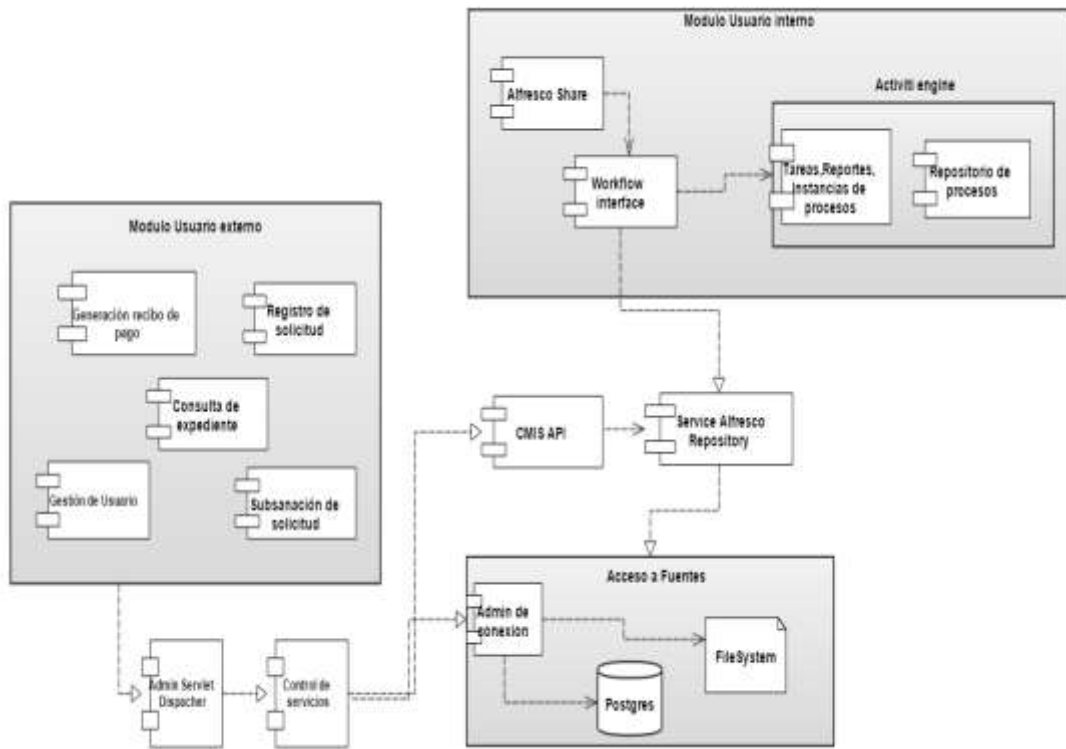 Modulo Usuario interno
Alfresco Share
Activiti engine
Workflow
interface
Tareas,Reportes,
Instancias de
procesos
Repositorio de
procesos
Modulo Usuario externo
Generación recibo de
pago
Registro de
solicitud
Consulta de
expediente
Gestión de Usuario
Subsanación de
solicitud
CMIS API
Service Alfresco
Repository
Acceso a Fuentes
Admin de
conexion
FileSystem
Postgres
Admin Servlet
Dispacher
Control de
servicios